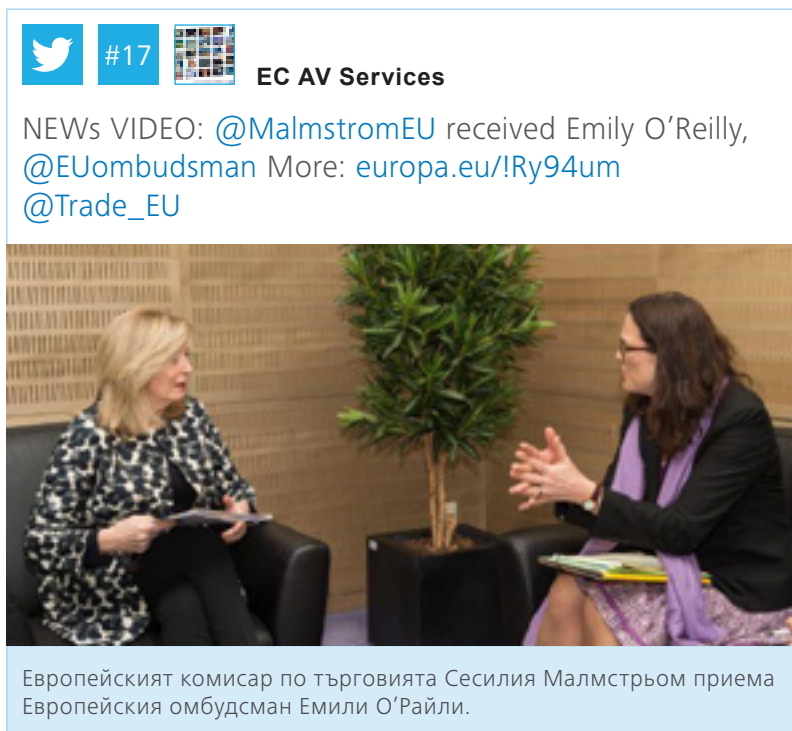 #17
EC AV Services
NEWs VIDEO: @MalmstromEU received Emily O’Reilly,
@EUombudsman More: europa.eu/!Ry94um
@Trade_EU
Европейският комисар по търговията Сесилия Малмстрьом приема
Европейския омбудсман Емили О’Райли.